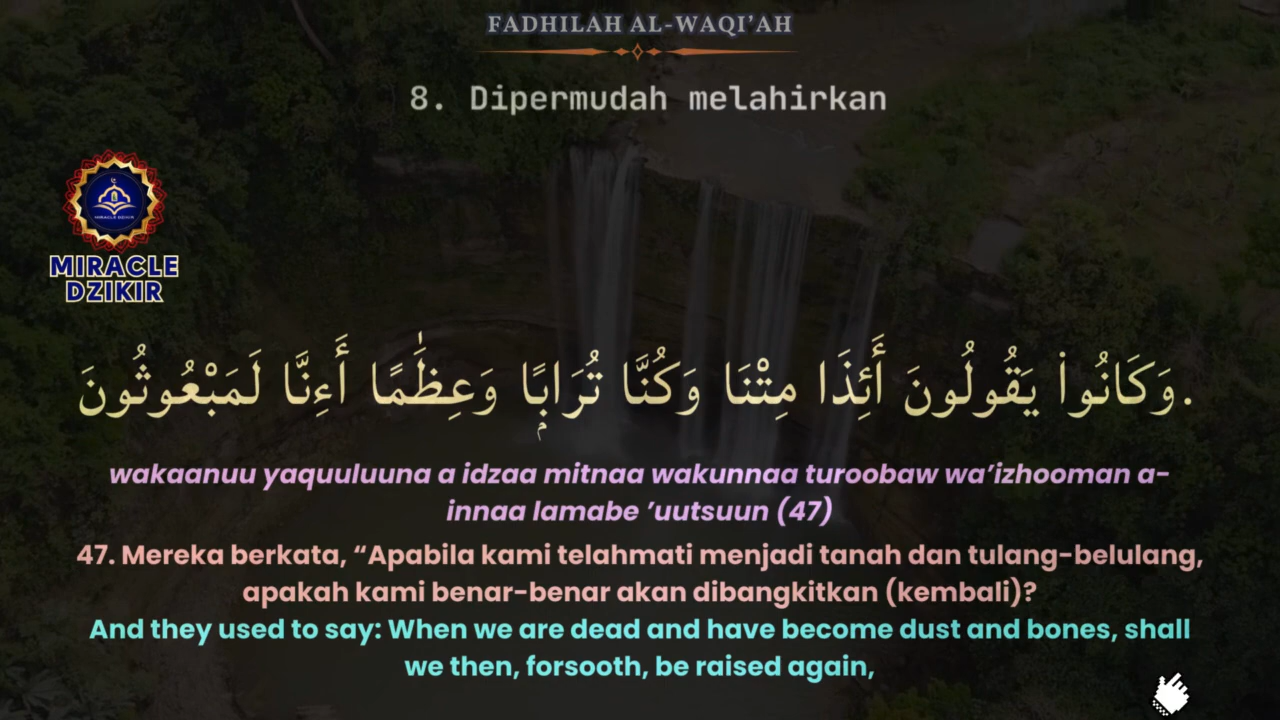 FADHILAH AL-WAQI’AH
8. Dipermudah melahirkan
MIRACLE DZIKIR
MIRACLE
DZIKIR
.وَكَانُوا۟ يَقُولُونَ أَئِذَا مِتْنَا وَكُنَّا تُرَابًۭا وَعِظَٰمًا أَءِنَّا لَمَبْعُوثُونَ
wakaanuu yaquuluuna a idzaa mitnaa wakunnaa turoobaw wa’izhooman a-
innaa lamabe ’uutsuun (47)
47. Mereka berkata, “Apabila kami telahmati menjadi tanah dan tulang-belulang,
apakah kami benar-benar akan dibangkitkan (kembali)?
And they used to say: When we are dead and have become dust and bones, shall
we then, forsooth, be raised again,